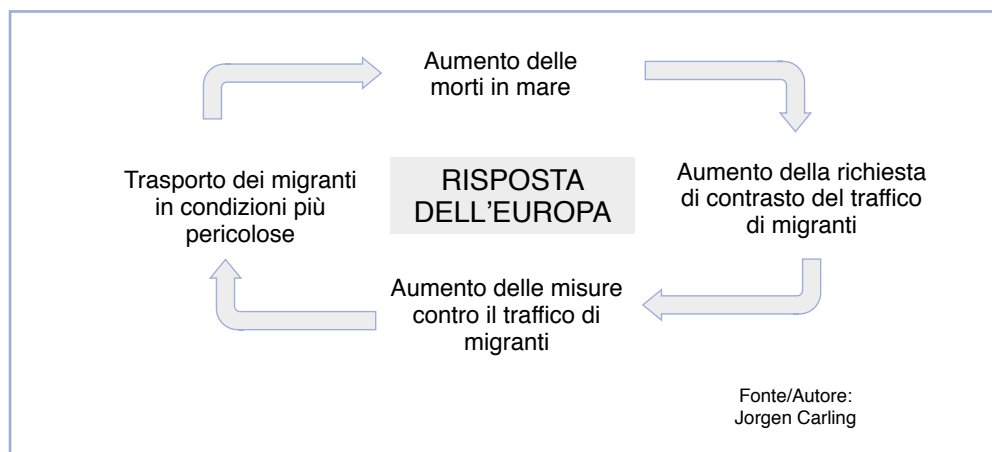 Aumento delle
morti in mare
Trasporto dei migranti
in condizioni più
pericolose
RISPOSTA
DELL'EUROPA
Aumento della richiesta
di contrasto del traffico
di migranti
Aumento delle misure
contro il traffico di
migranti
Fonte/Autore:
Jorgen Carling